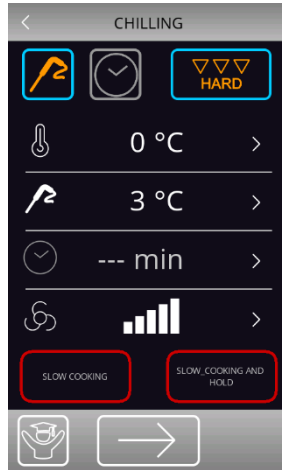 CHILLING
HARD
0 °C
3 °C
--- min
SLOW COOKING
SLOW_COOKING AND
HOLD